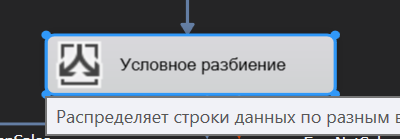 Условное разбиение
Распределяет строки данных по разным в